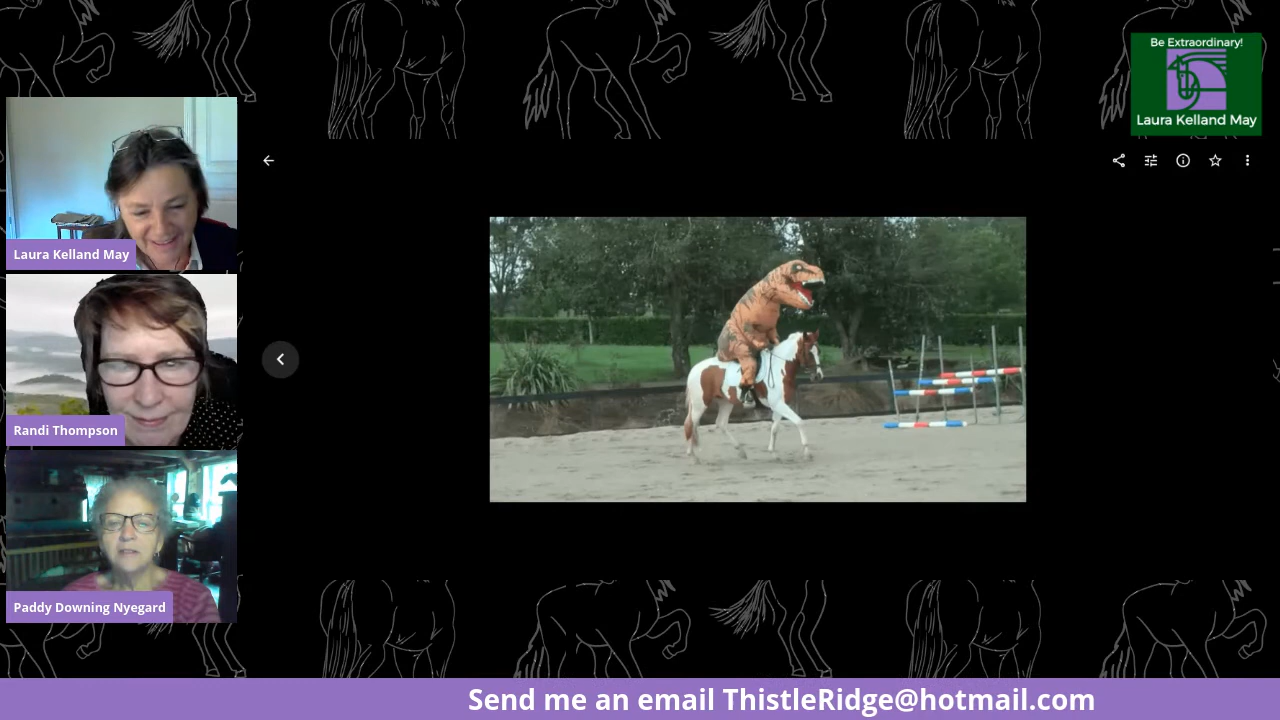 Be Extraordinary!
Laura Kelland May
Laura Kelland May
Randi Thompson
Paddy Downing Nyegard
Send me an email ThistleRidge@hotmail.com